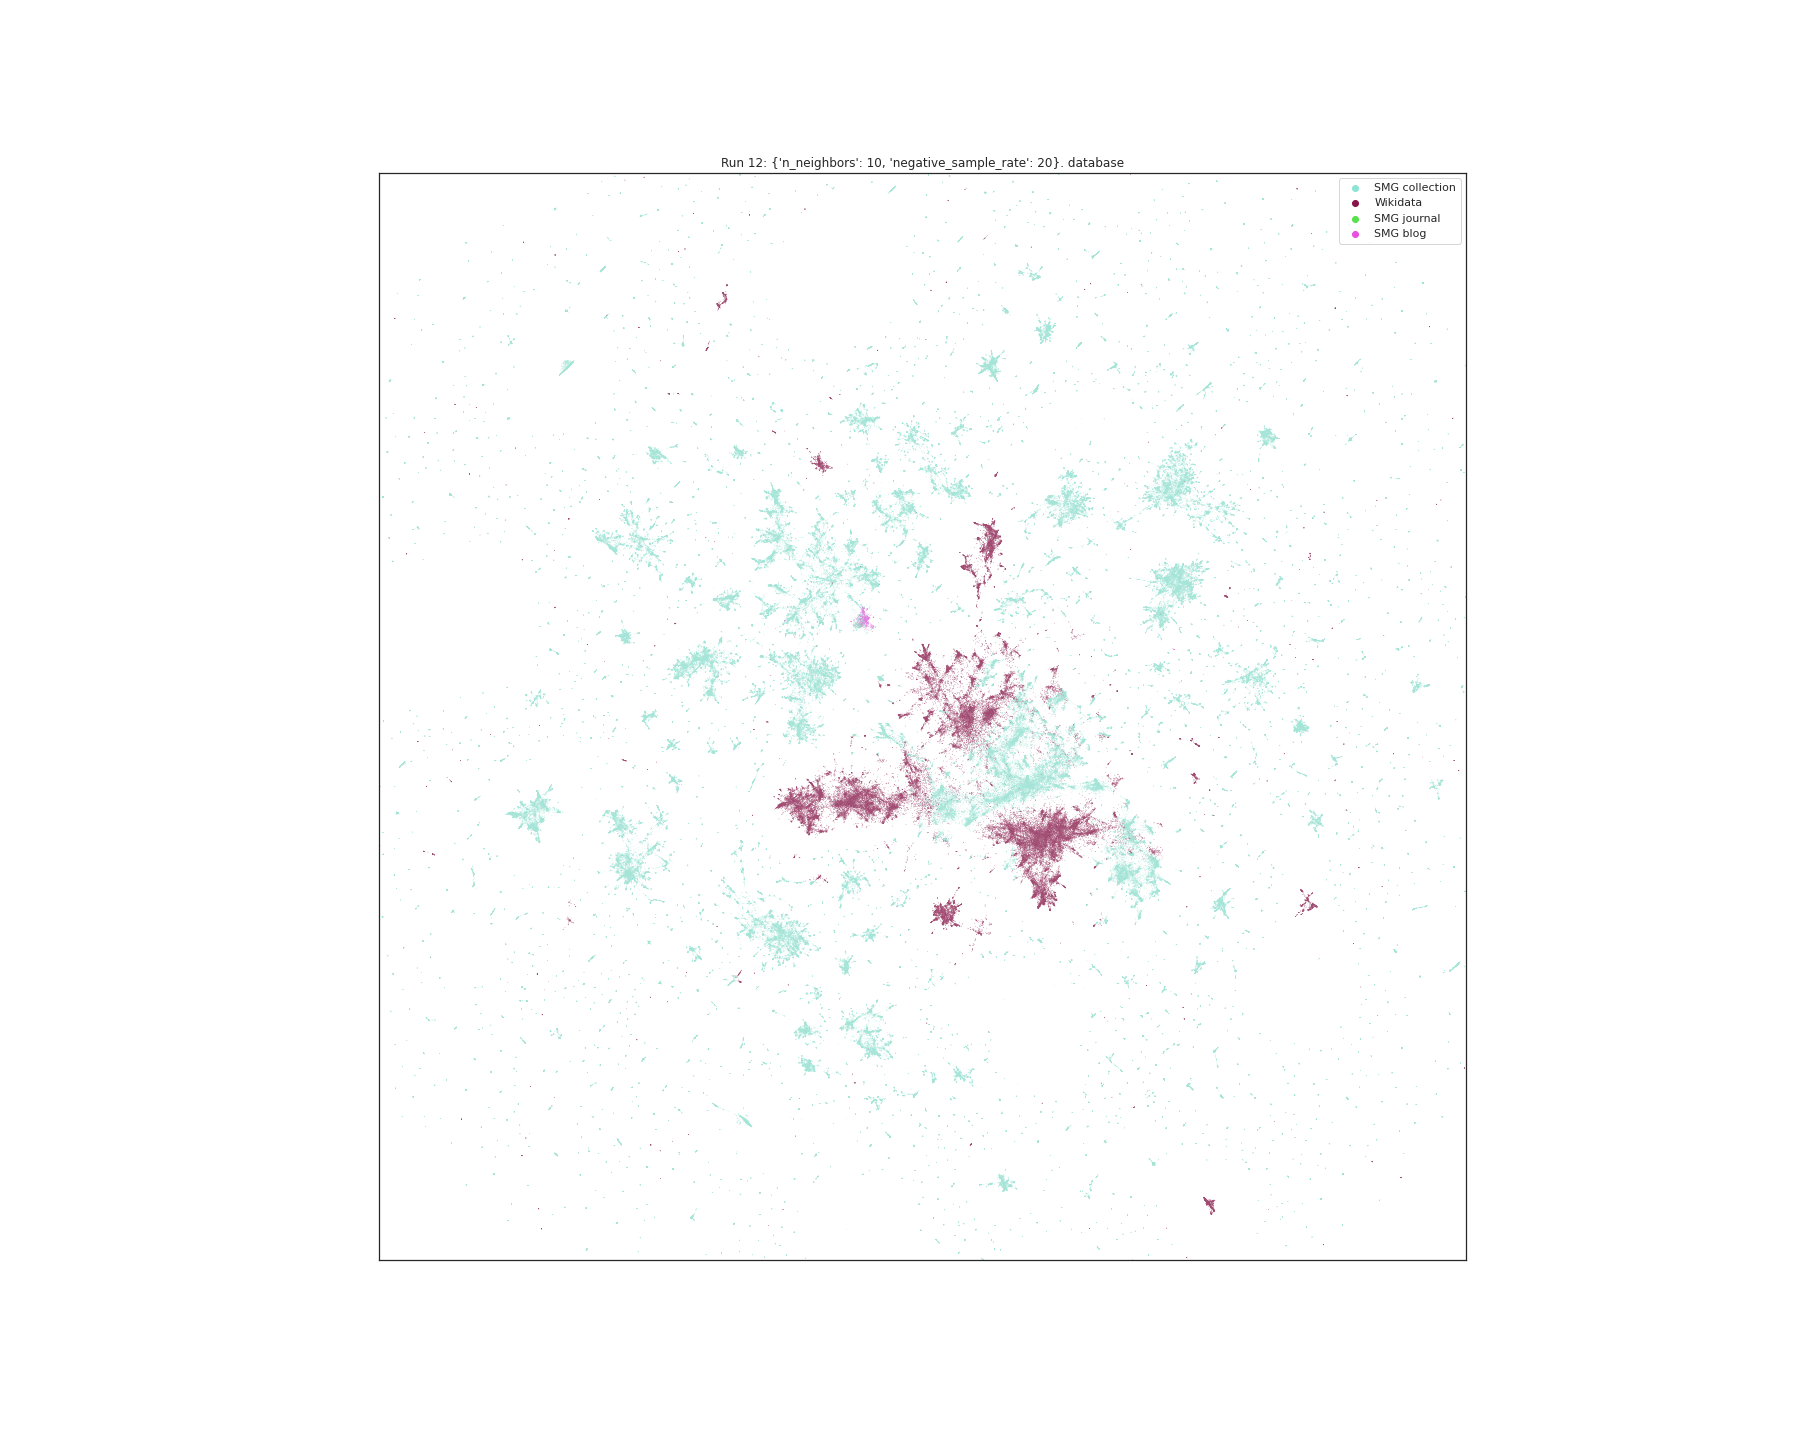 Run 12: {'n_neighbors': 10, 'negative_sample_rate': 20}. database
SMG collection
Wikidata
SMG journal
SMG blog